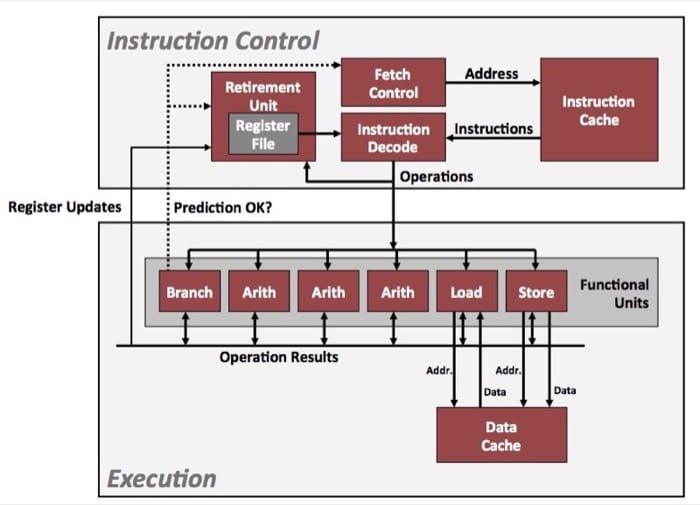 Instruction Control
Fetch
Control
Address
Instruction
Cache
Retirement
Unit
Register
File
Instruction
Decode
Instructions
Operations
Register Updates
Prediction OK?
Branch
Arith
Arith
Arith
Load
Store
Functional
Units
Operation Results
Addr.
Addr.
Data
Data
Data
Cache
Execution